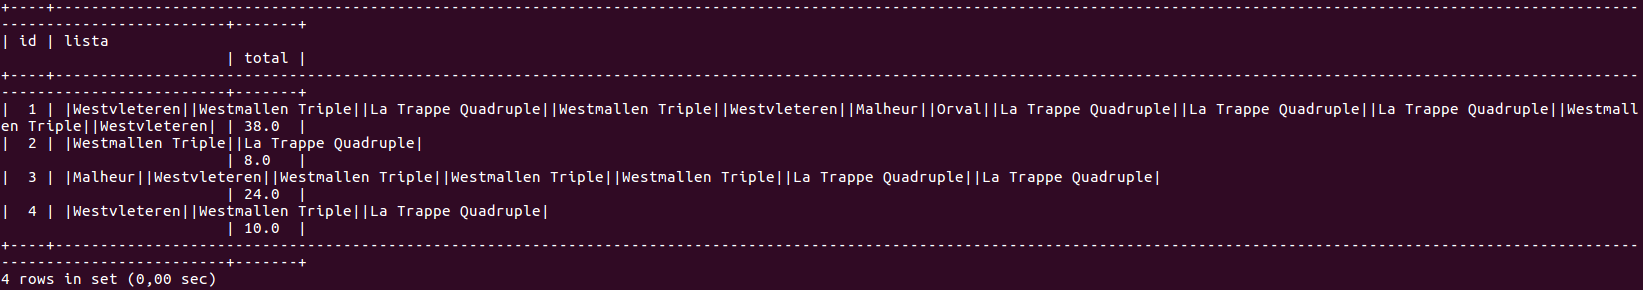 +----+--------------------------------------------------------------------------------------------------------------------------------------------------------------------------------
-------------------------+-------+
| id | lista
                         | total |
+----+--------------------------------------------------------------------------------------------------------------------------------------------------------------------------------
-------------------------+-------+
|  1 | |Westvleteren||Westmallen Triple||La Trappe Quadruple||Westmallen Triple||Westvleteren||Malheur||Orval||La Trappe Quadruple||La Trappe Quadruple||La Trappe Quadruple||Westmall
en Triple||Westvleteren| | 38.0  |
|  2 | |Westmallen Triple||La Trappe Quadruple|
                         | 8.0   |
|  3 | |Malheur||Westvleteren||Westmallen Triple||Westmallen Triple||Westmallen Triple||La Trappe Quadruple||La Trappe Quadruple|
                         | 24.0  |
|  4 | |Westvleteren||Westmallen Triple||La Trappe Quadruple|
                         | 10.0  |
+----+--------------------------------------------------------------------------------------------------------------------------------------------------------------------------------
-------------------------+-------+
4 rows in set (0,00 sec)